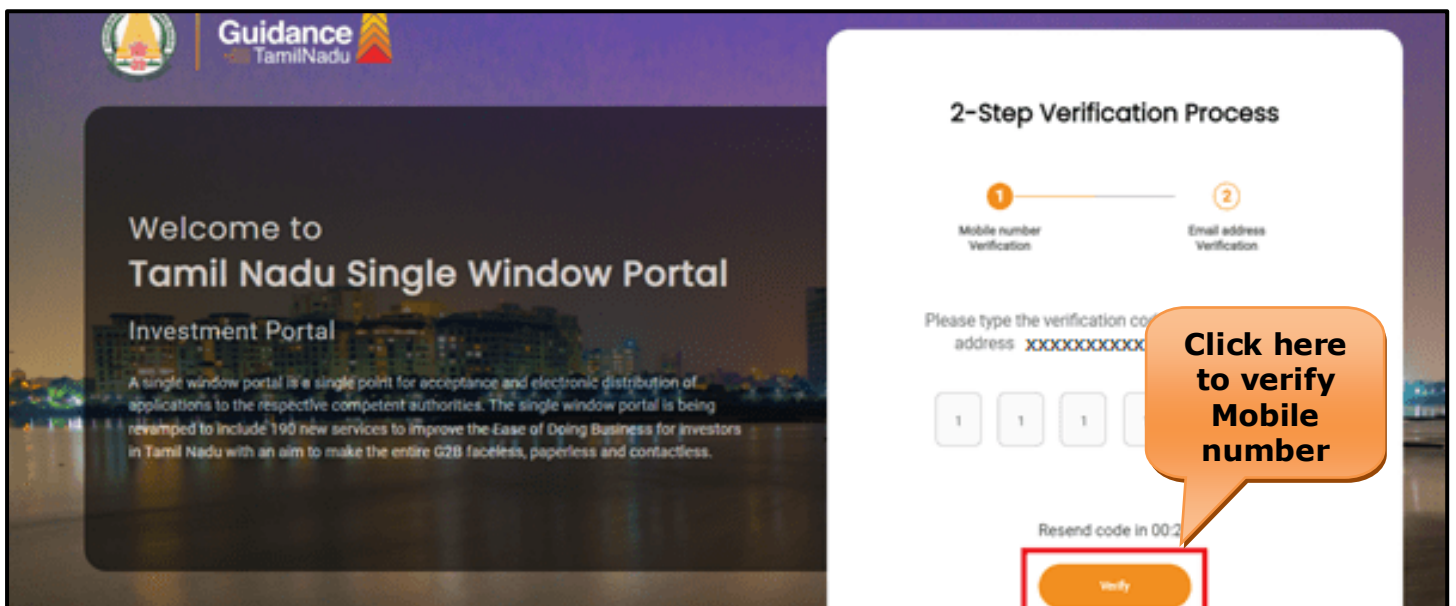 Guidance
TamilNadu
Welcome to
Tamil Nadu Single Window Portal
Investment Portal
A single window portal is a single point for acceptance and electronic distribution of
applications to the respective competent authorities. The single window portal is being
revamped to include 190 new services to improve the Ease of Doing Business for investors
in Tamil Nadu with an aim to make the entire G2B faceless, paperless and contactless.
2-Step Verification Process
1
2
Mobile number
Verification
Email address
Verification
Please type the verification cod
address xxxxxxxxxxx
1 1 1 1
Resend code in 00:2
Verify
Click here
to verify
Mobile
number